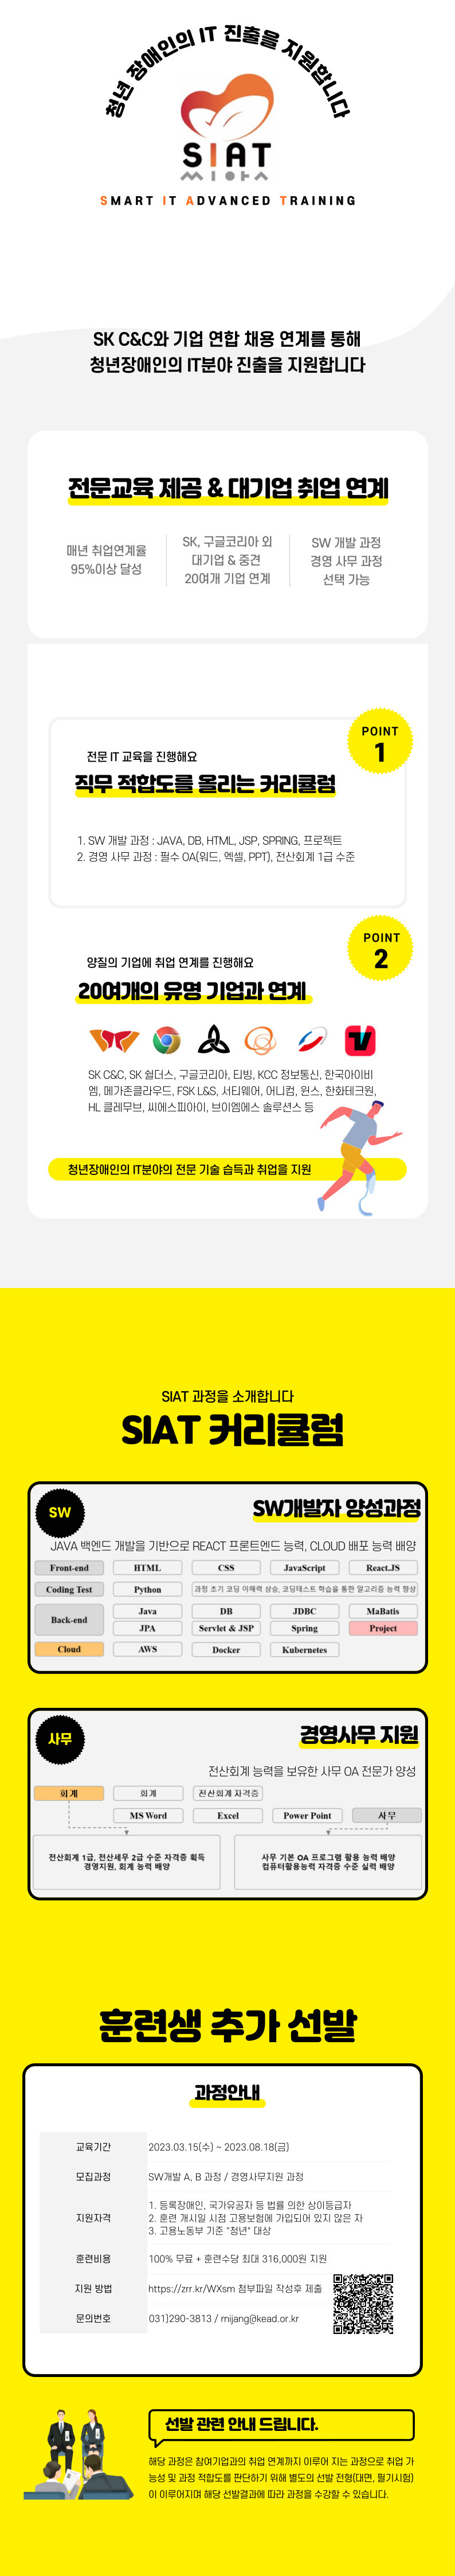 청년 장애인의 IT 진출을 지원합니다
SIAT
씨아스
SMART IT ADVANCED TRAINING
SK C&C와 기업 연합 채용 연계를 통해
청년장애인의 IT분야 진출을 지원합니다
전문교육 제공 & 대기업 취업 연계
매년 취업연계율
95%이상 달성
SK, 구글코리아 외
대기업 & 중견
20여개 기업 연계
SW 개발 과정
경영 사무 과정
선택 가능
POINT
1
전문 IT 교육을 진행해요
직무 적합도를 올리는 커리큘럼
1. SW 개발 과정 : JAVA, DB, HTML, JSP, SPRING, 프로젝트
2. 경영 사무 과정 : 필수 OA(워드, 엑셀, PPT), 전산회계 1급 수준
POINT
2
양질의 기업에 취업 연계를 진행해요
20여개의 유명 기업과 연계
SK C&C, SK 쉴더스, 구글코리아, 티빙, KCC 정보통신, 한국아이비
엠, 메가존클라우드, FSK L&S, 서티웨어, 어니컴, 윈스, 한화테크윈,
HL 클레무브, 씨에스피아이, 브이엠에스 솔루션스 등
청년장애인의 IT분야의 전문 기술 습득과 취업을 지원
SIAT 과정을 소개합니다
SIAT 커리큘럼
SW
SW개발자 양성과정
JAVA 백엔드 개발을 기반으로 REACT 프론트엔드 능력, CLOUD 배포 능력 배양
Front-end HTML CSS JavaScript React.JS
Coding Test Python 과정 초기 코딩 이해력 상승, 코딩테스트 학습을 통한 알고리즘 능력 향상
Back-end
Java DB JDBC MaBatis
JPA Servlet & JSP Spring Project
Cloud AWS Docker Kubernetes
사무
경영사무 지원
전산회계 능력을 보유한 사무 OA 전문가 양성
회계 회계 전산회계 자격증
MS Word Excel Power Point 사무
전산회계 1급, 전산세무 2급 수준 자격증 획득
경영지원, 회계 능력 배양
사무 기본 OA 프로그램 활용 능력 배양
컴퓨터활용능력 자격증 수준 실력 배양
훈련생 추가 선발
과정안내
교육기간 2023.03.15(수) ~ 2023.08.18(금)
모집과정 SW개발 A, B 과정 / 경영사무지원 과정
지원자격
1. 등록장애인, 국가유공자 등 법률 의한 상이등급자
2. 훈련 개시일 시점 고용보험에 가입되어 있지 않은 자
3. 고용노동부 기준 "청년" 대상
훈련비용 100% 무료 + 훈련수당 최대 316,000원 지원
지원 방법 https://zrr.kr/WXsm 첨부파일 작성후 제출
문의번호 031)290-3813 / mijang@kead.or.kr
선발 관련 안내 드립니다.
해당 과정은 참여기업과의 취업 연계까지 이루어 지는 과정으로 취업 가
능성 및 과정 적합도를 판단하기 위해 별도의 선발 전형(대면, 필기시험)
이 이루어지며 해당 선발결과에 따라 과정을 수강할 수 있습니다.